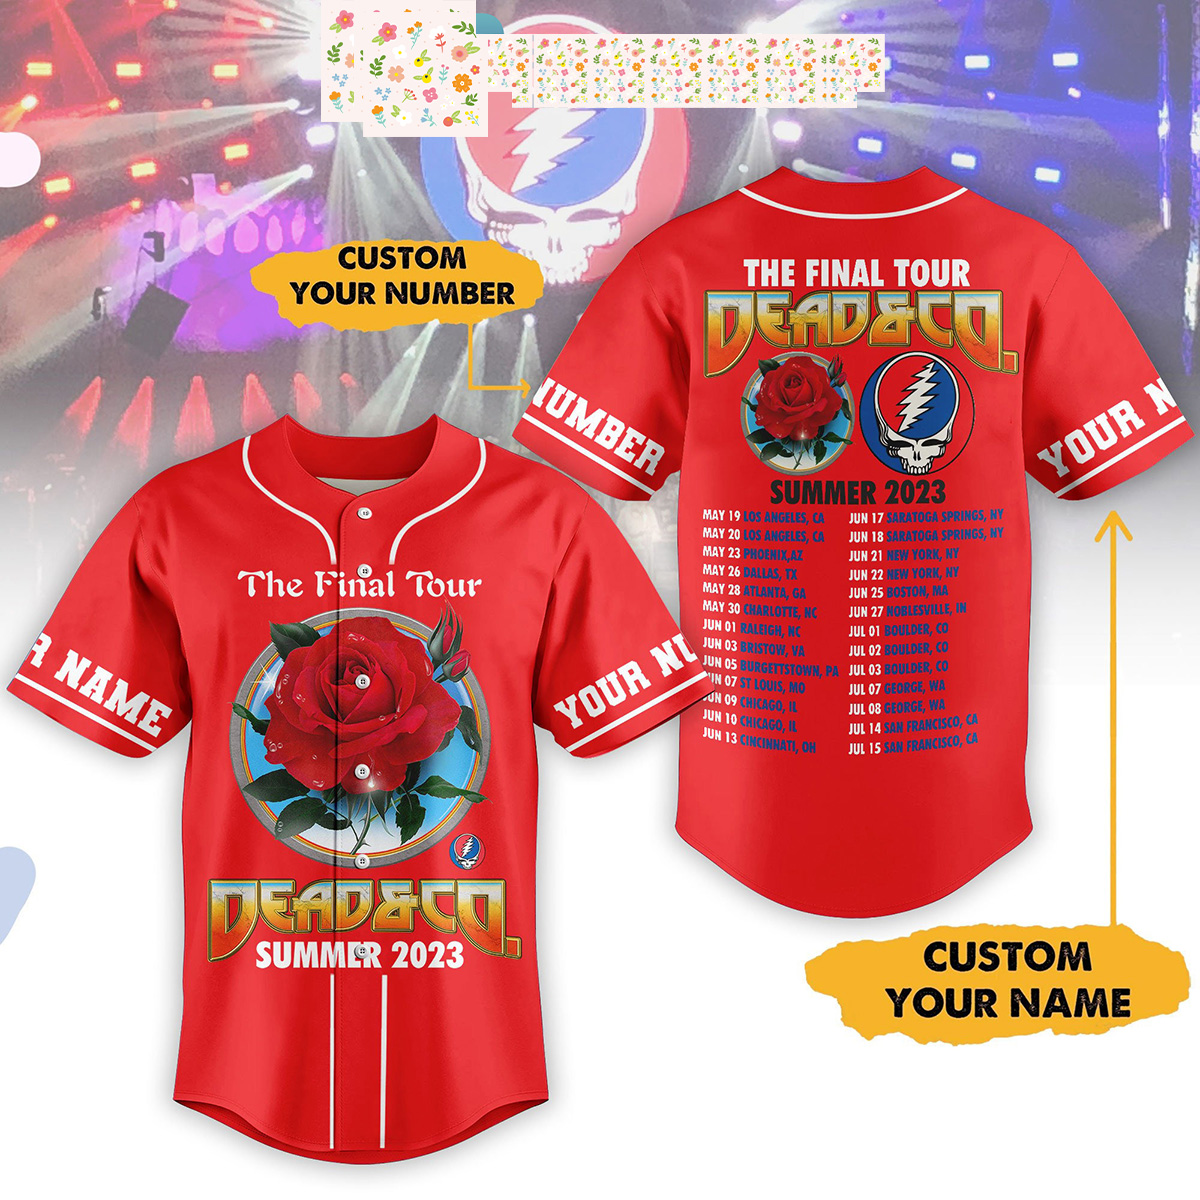 CUSTOM
YOUR NUMBER
THE FINAL TOUR
DEAD & CO.
SUMMER 2023
MAY 19 LOS ANGELES, CA
MAY 20 LOS ANGELES, CA
MAY 23 PHOENIX,AZ
MAY 26 DALLAS, TX
MAY 28 ATLANTA, GA
MAY 30 CHARLOTTE, NC
JUN 01 RALEIGH, NC
JUN 03 BRISTOW, VA
JUN 05 BURGETTSTOWN, PA
UN 07 ST LOUIS, MO
JUN 09 CHICAGO, IL
JUN 10 CHICAGO, IL
JUN 13 CINCINNATI, OH
JUN 17 SARATOGA SPRINGS, NY
JUN 18 SARATOGA SPRINGS, NY
JUN 21 NEW YORK, NY
JUN 22 NEW YORK, NY
JUN 25 BOSTON, MA
JUN 27 NOBLESVILLE, IN
JUL 01 BOULDER, CO
JUL 02 BOULDER, CO
JUL 03 BOULDER, CO
JUL 07 GEORGE, WA
JUL 08 GEORGE, WA
JUL 14 SAN FRANCISCO, CA
JUL 15 SAN FRANCISCO, CA
NUMBER
YOUR N
The Final Tour
R NAME
YOUR NU
DEAD & CO.
SUMMER 2023
CUSTOM
YOUR NAME